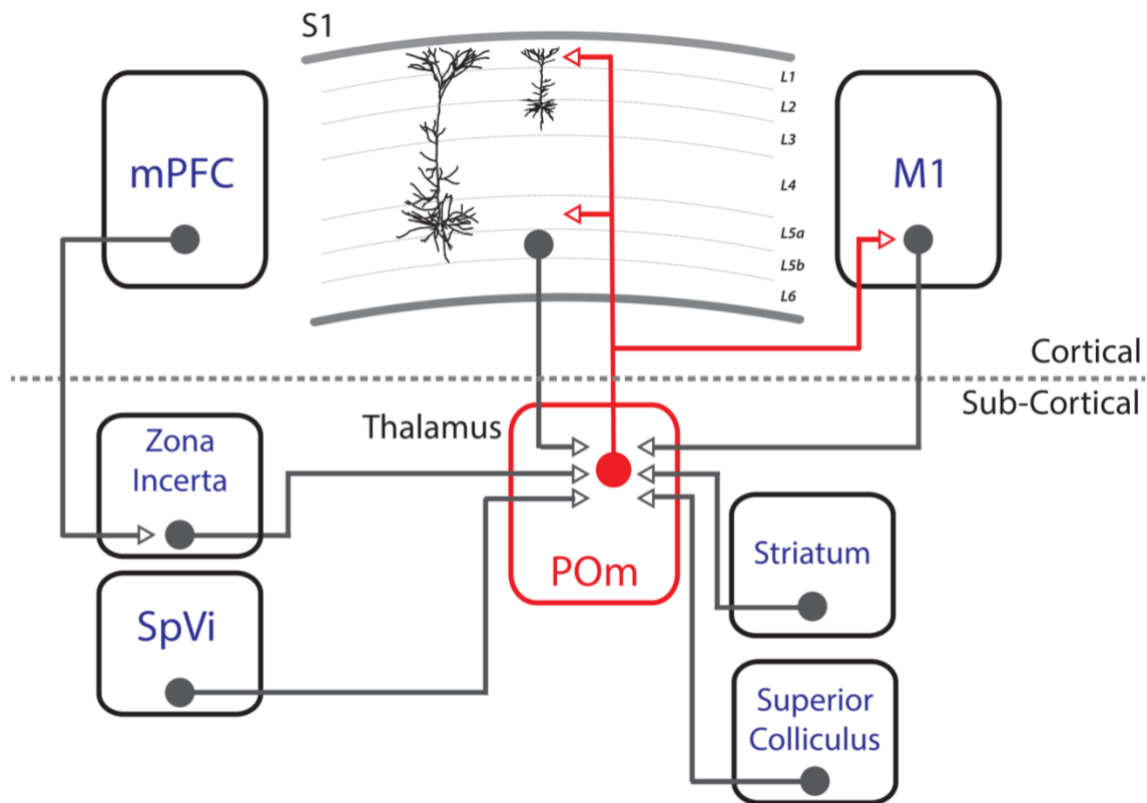 S1
L1
L2
L3
L4
L5a
L5b
L6
mPFC
M1
Cortical
Sub-Cortical
Thalamus
Zona
Incerta
POm
SpVi
Striatum
Superior
Colliculus